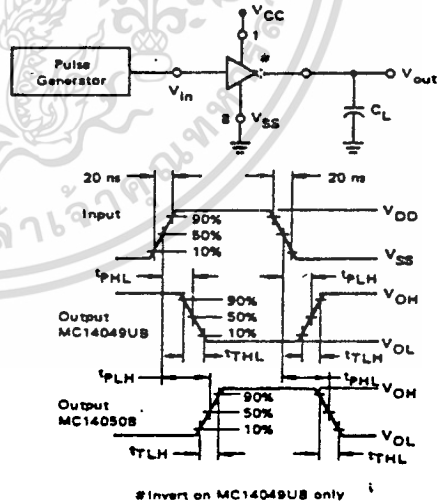 VCC
1
#
Pulse
Generator
Vin
Vout
8
VSS
CL
20 ns
20 ns
Input
90%
50%
10%
VDD
VSS
tPHL
tPLH
Output
MC14049UB
90%
50%
10%
VOH
VOL
tTHL
tTLH
tPLH
tPHL
Output
MC14050B
90%
50%
10%
VOH
VOL
tTLH
tTHL
#Invert on MC14049UB only